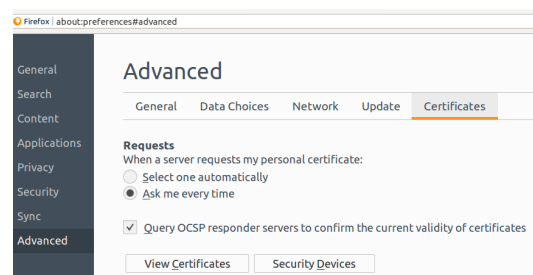 Firefox | about:preferences#advanced
General
Search
Content
Applications
Privacy
Security
Sync
Advanced
Advanced
General Data Choices Network Update Certificates
Requests
When a server requests my personal certificate:
Select one automatically
Ask me every time
Query OCSP responder servers to confirm the current validity of certificates
View Certificates Security Devices